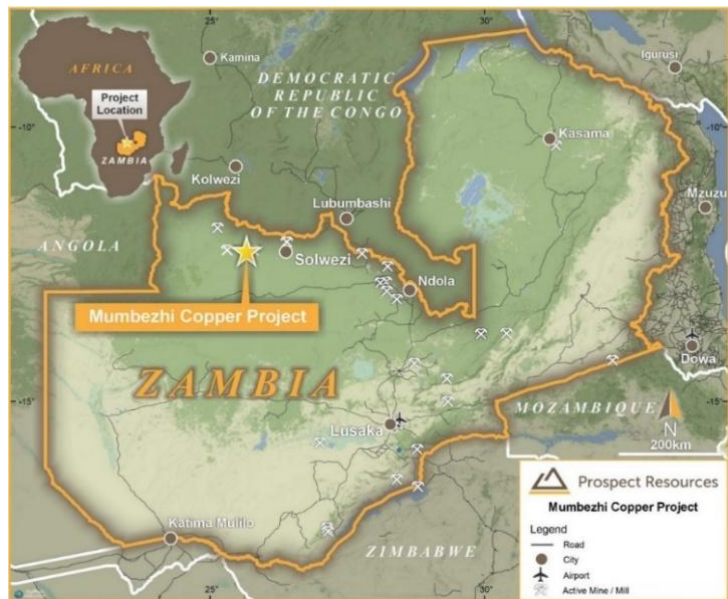 25
30
Kamina
Igurusi
AFRICA
DEMOCRATIC
REPUBLIC
OF THE CONGO
Project
Location
-10°
-10°
Kasama
ZAMBIA
Kolwezi
Mzuzu
Lubumbashi
ANGOLA
Solwezi
Ndola
Mumbezhi Copper Project
Dowa
ZAMBIA
-15°
-15°
MOZAMBIQUE
Lusaka
N
200km
Prospect Resources
Mumbezhi Copper Project
Katima Mulilo
Legend
Road
ZIMBABWE
City
Airport
25
30
Active Mine / Mill